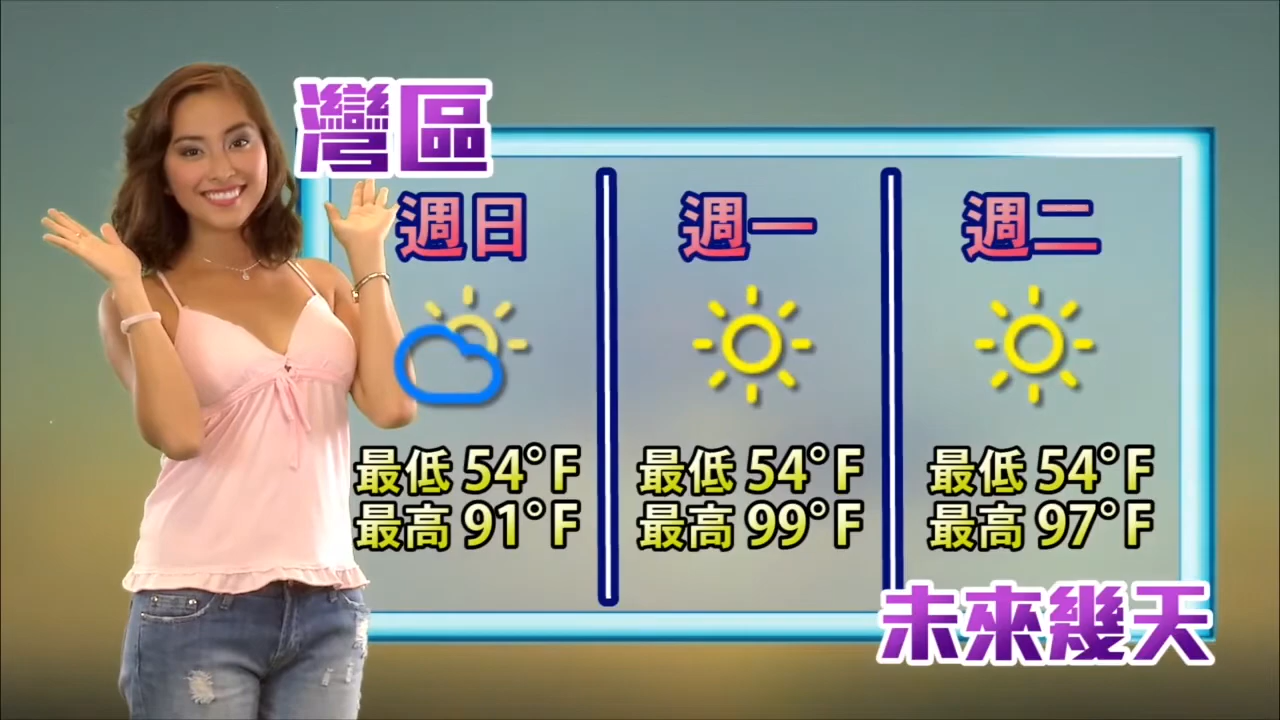 灣區
週日
週一
週二
最低 54°F
最高 91°F
最低 54°F
最高 99°F
最低 54°F
最高 97°F
未來幾天